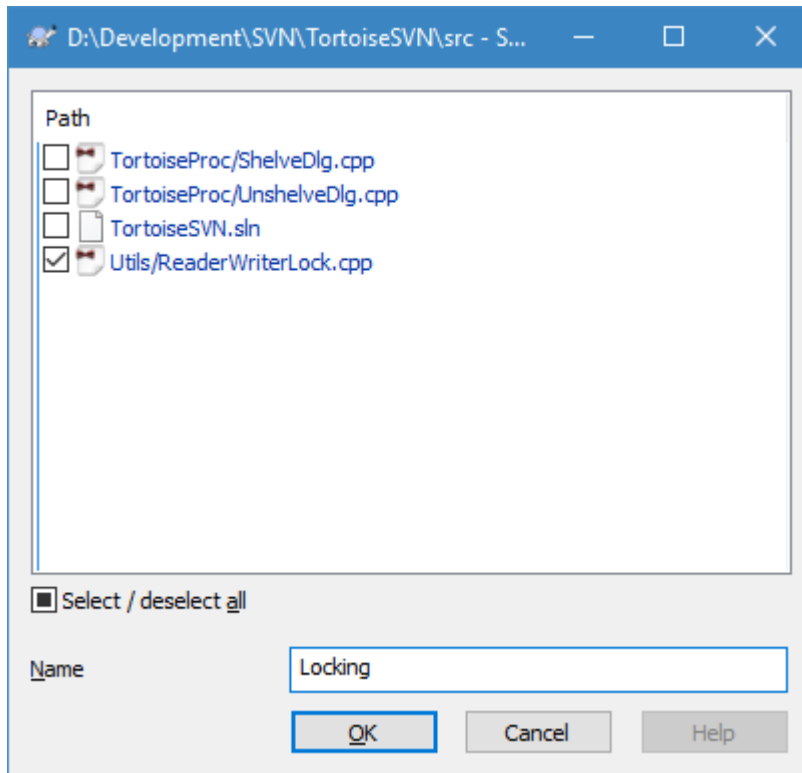 D:\Development\SVN\TortoiseSVN\src - S...
Path
TortoiseProc/ShelveDlg.cpp
TortoiseProc/UnshelveDlg.cpp
TortoiseSVN.sln
Utils/ReaderWriterLock.cpp
Select / deselect all
Name Locking
OK Cancel Help